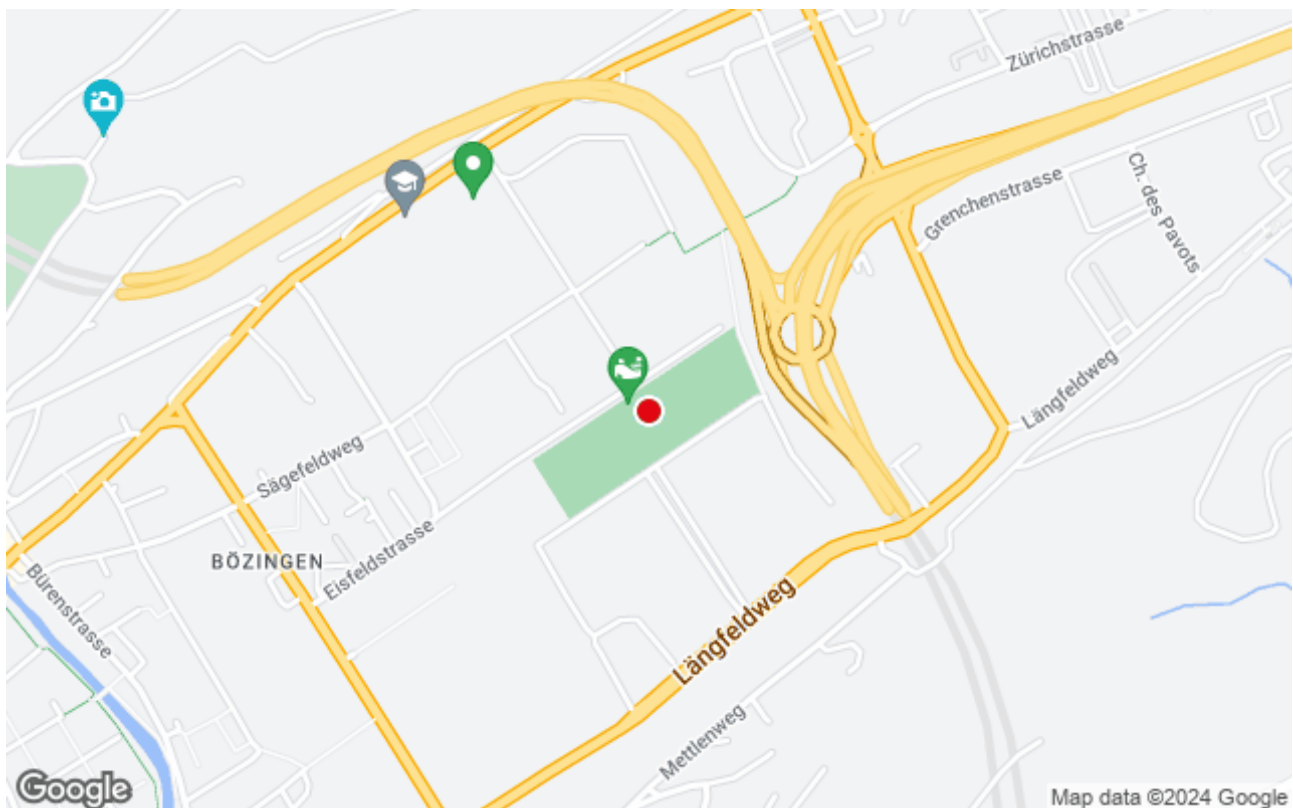 Zürichstrasse
Ch. des Pavots
Grenchenstrasse
Längfeldweg
Sägefeldweg
BÖZINGEN
Eisfeldstrasse
Bürenstrasse
Längfeldweg
Mettlenweg
Google
Map data ©2024 Google